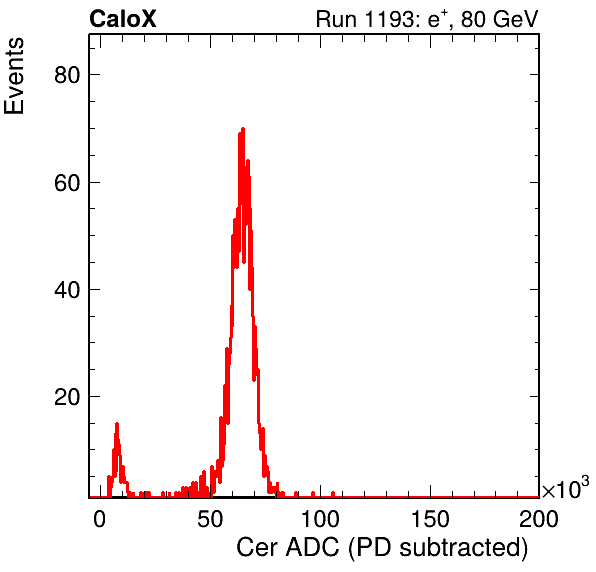 CaloX Run 1193: e⁺, 80 GeV
Events
80
60
40
20
0 50 100 150 200 ×10³
Cer ADC (PD subtracted)